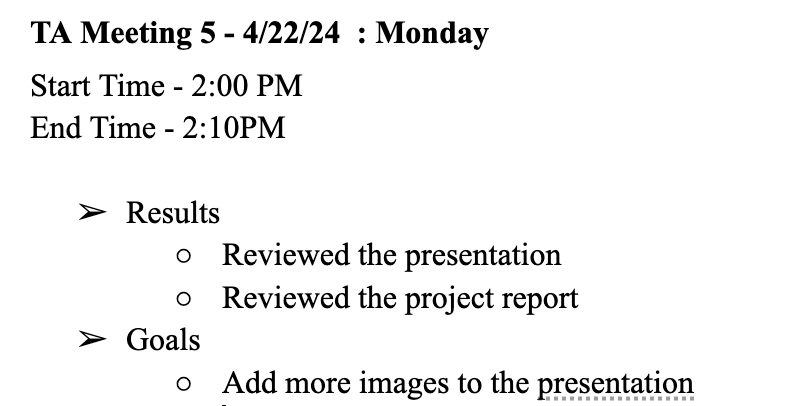 TA Meeting 5 - 4/22/24  : Monday
Start Time - 2:00 PM
End Time - 2:10PM
➢ Results
○ Reviewed the presentation
○ Reviewed the project report
➢ Goals
○ Add more images to the presentation